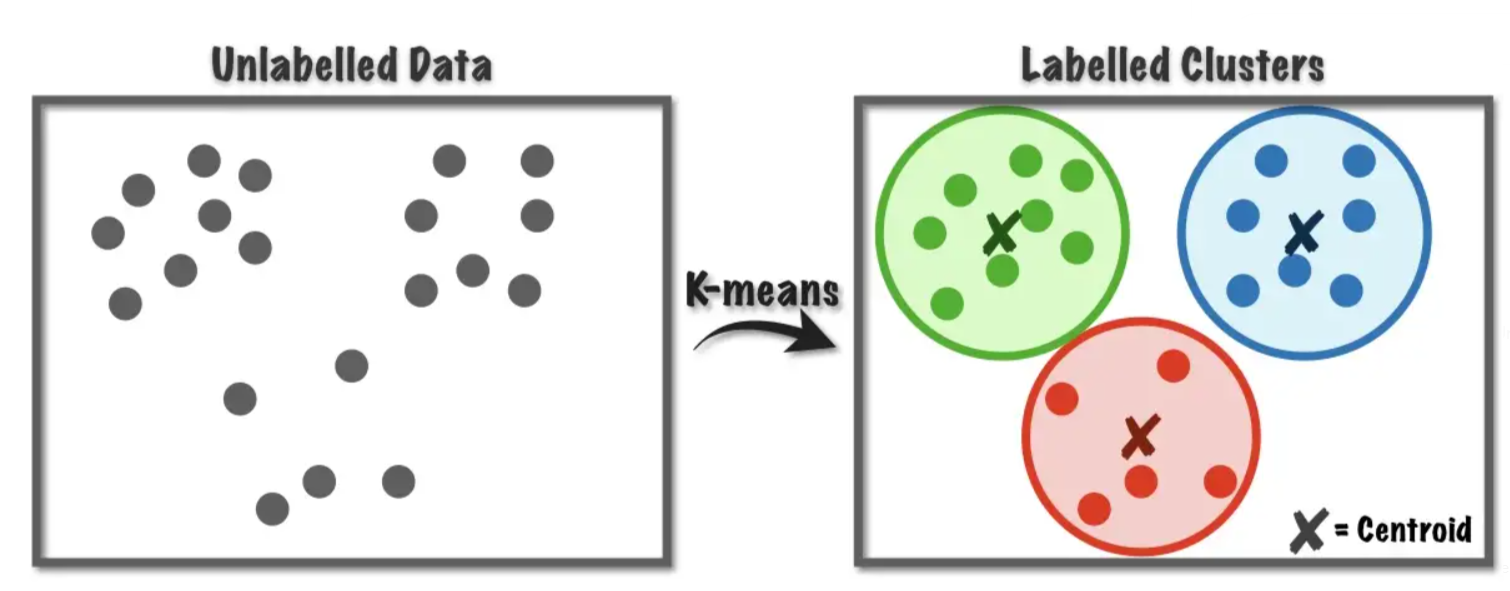 Unlabelled Data
Labelled Clusters
K-means
= Centroid